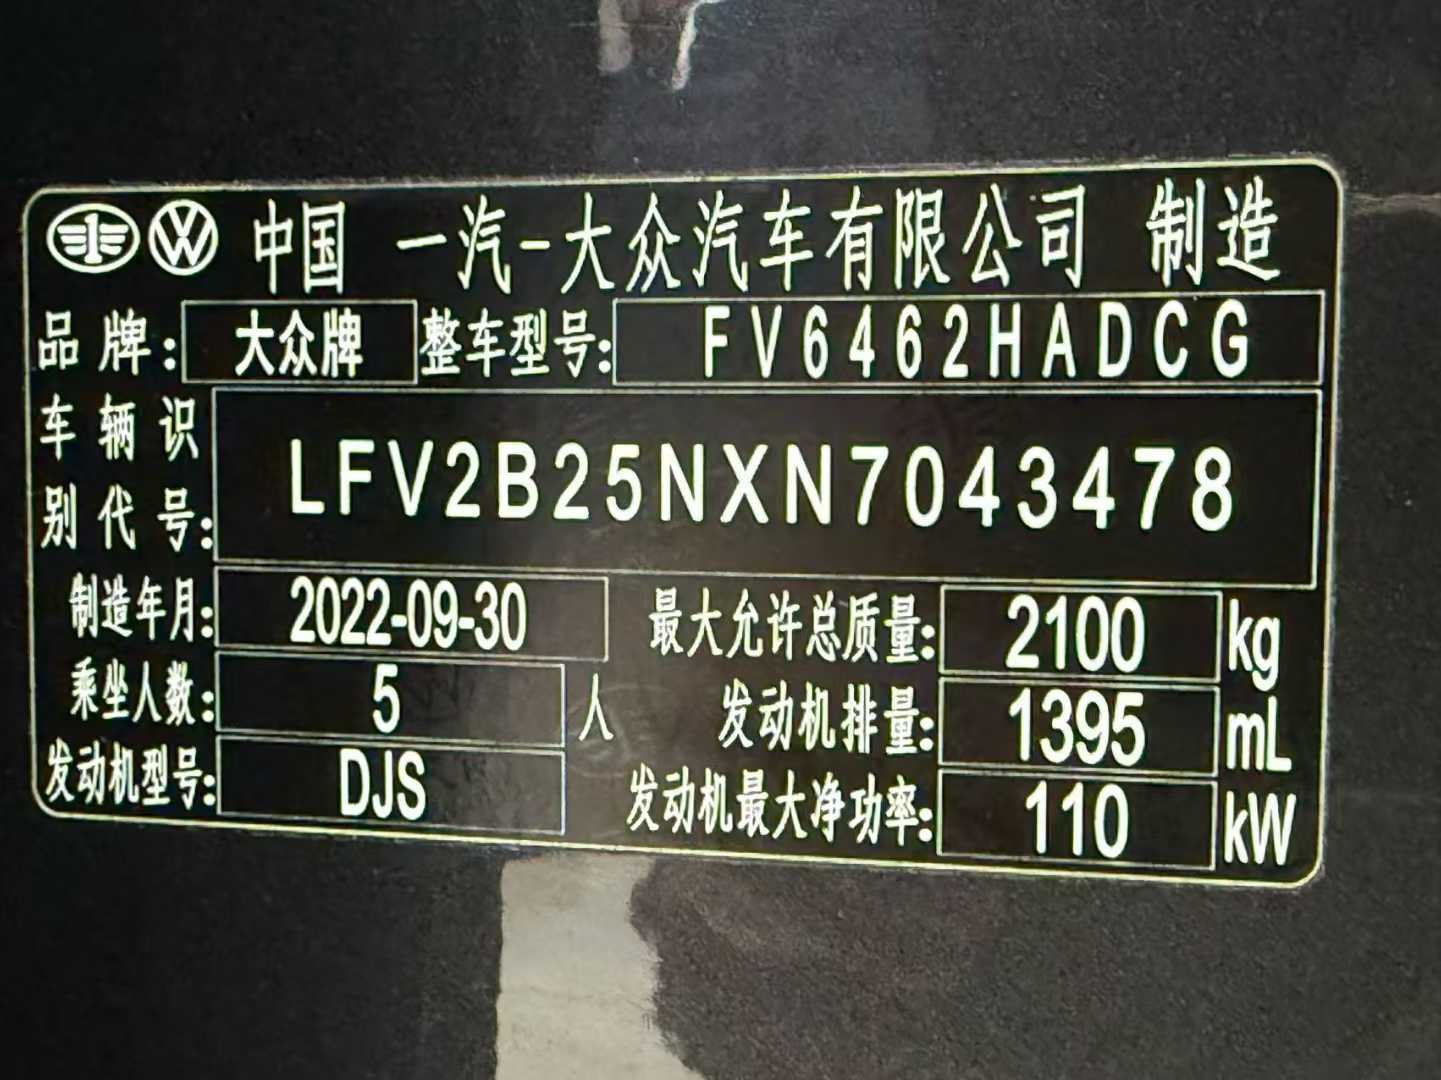 中国 一汽-大众汽车有限公司 制造
品牌: 大众牌 整车型号: FV6462HADCG
车辆识别代号: LFV2B25NXN7043478
制造年月: 2022-09-30 最大允许总质量: 2100 kg
乘坐人数: 5 人 发动机排量: 1395 mL
发动机型号: DJS 发动机最大净功率: 110 kW